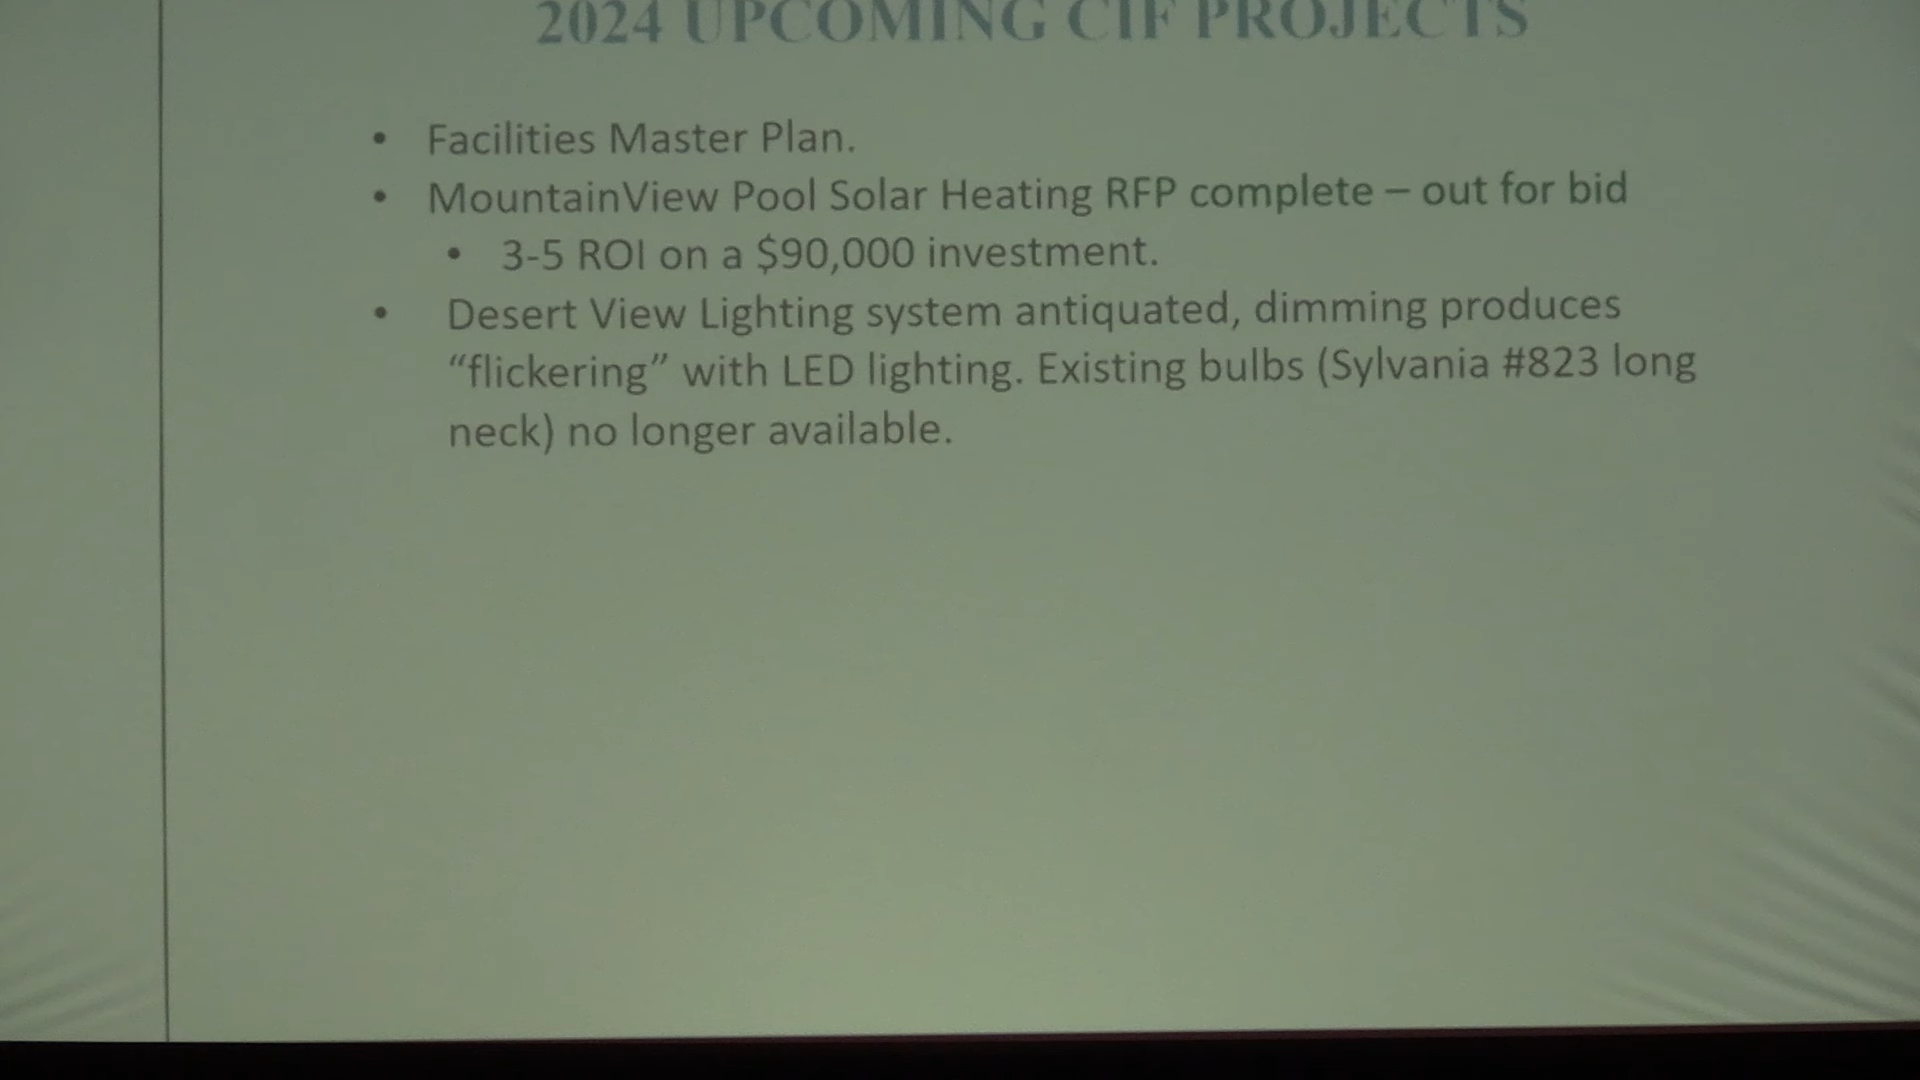 2024 UPCOMING CIF PROJECTS
• Facilities Master Plan.
• MountainView Pool Solar Heating RFP complete – out for bid
• 3-5 ROI on a $90,000 investment.
• Desert View Lighting system antiquated, dimming produces
“flickering” with LED lighting. Existing bulbs (Sylvania #823 long
neck) no longer available.